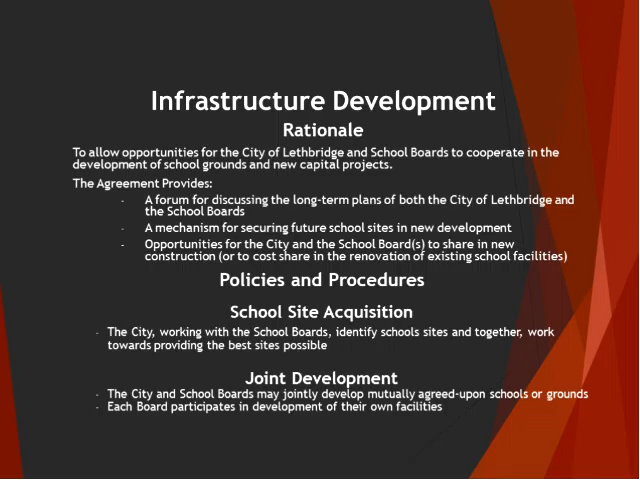 Infrastructure Development
Rationale
To allow opportunities for the City of Lethbridge and School Boards to cooperate in the
development of school grounds and new capital projects.
The Agreement Provides:
- A forum for discussing the long-term plans of both the City of Lethbridge and
the School Boards
- A mechanism for securing future school sites in new development
- Opportunities for the City and the School Board(s) to share in new
construction (or to cost share in the renovation of existing school facilities)
Policies and Procedures
School Site Acquisition
- The City, working with the School Boards, identify schools sites and together, work
towards providing the best sites possible
Joint Development
- The City and School Boards may jointly develop mutually agreed-upon schools or grounds
- Each Board participates in development of their own facilities